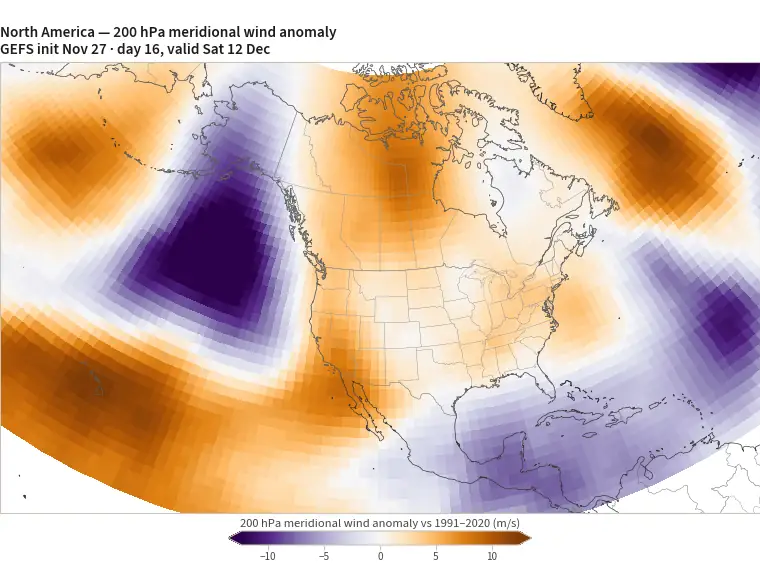 North America — 200 hPa meridional wind anomaly
GEFS init Nov 27 · day 16, valid Sat 12 Dec
200 hPa meridional wind anomaly vs 1991–2020 (m/s)
−10 −5 0 5 10